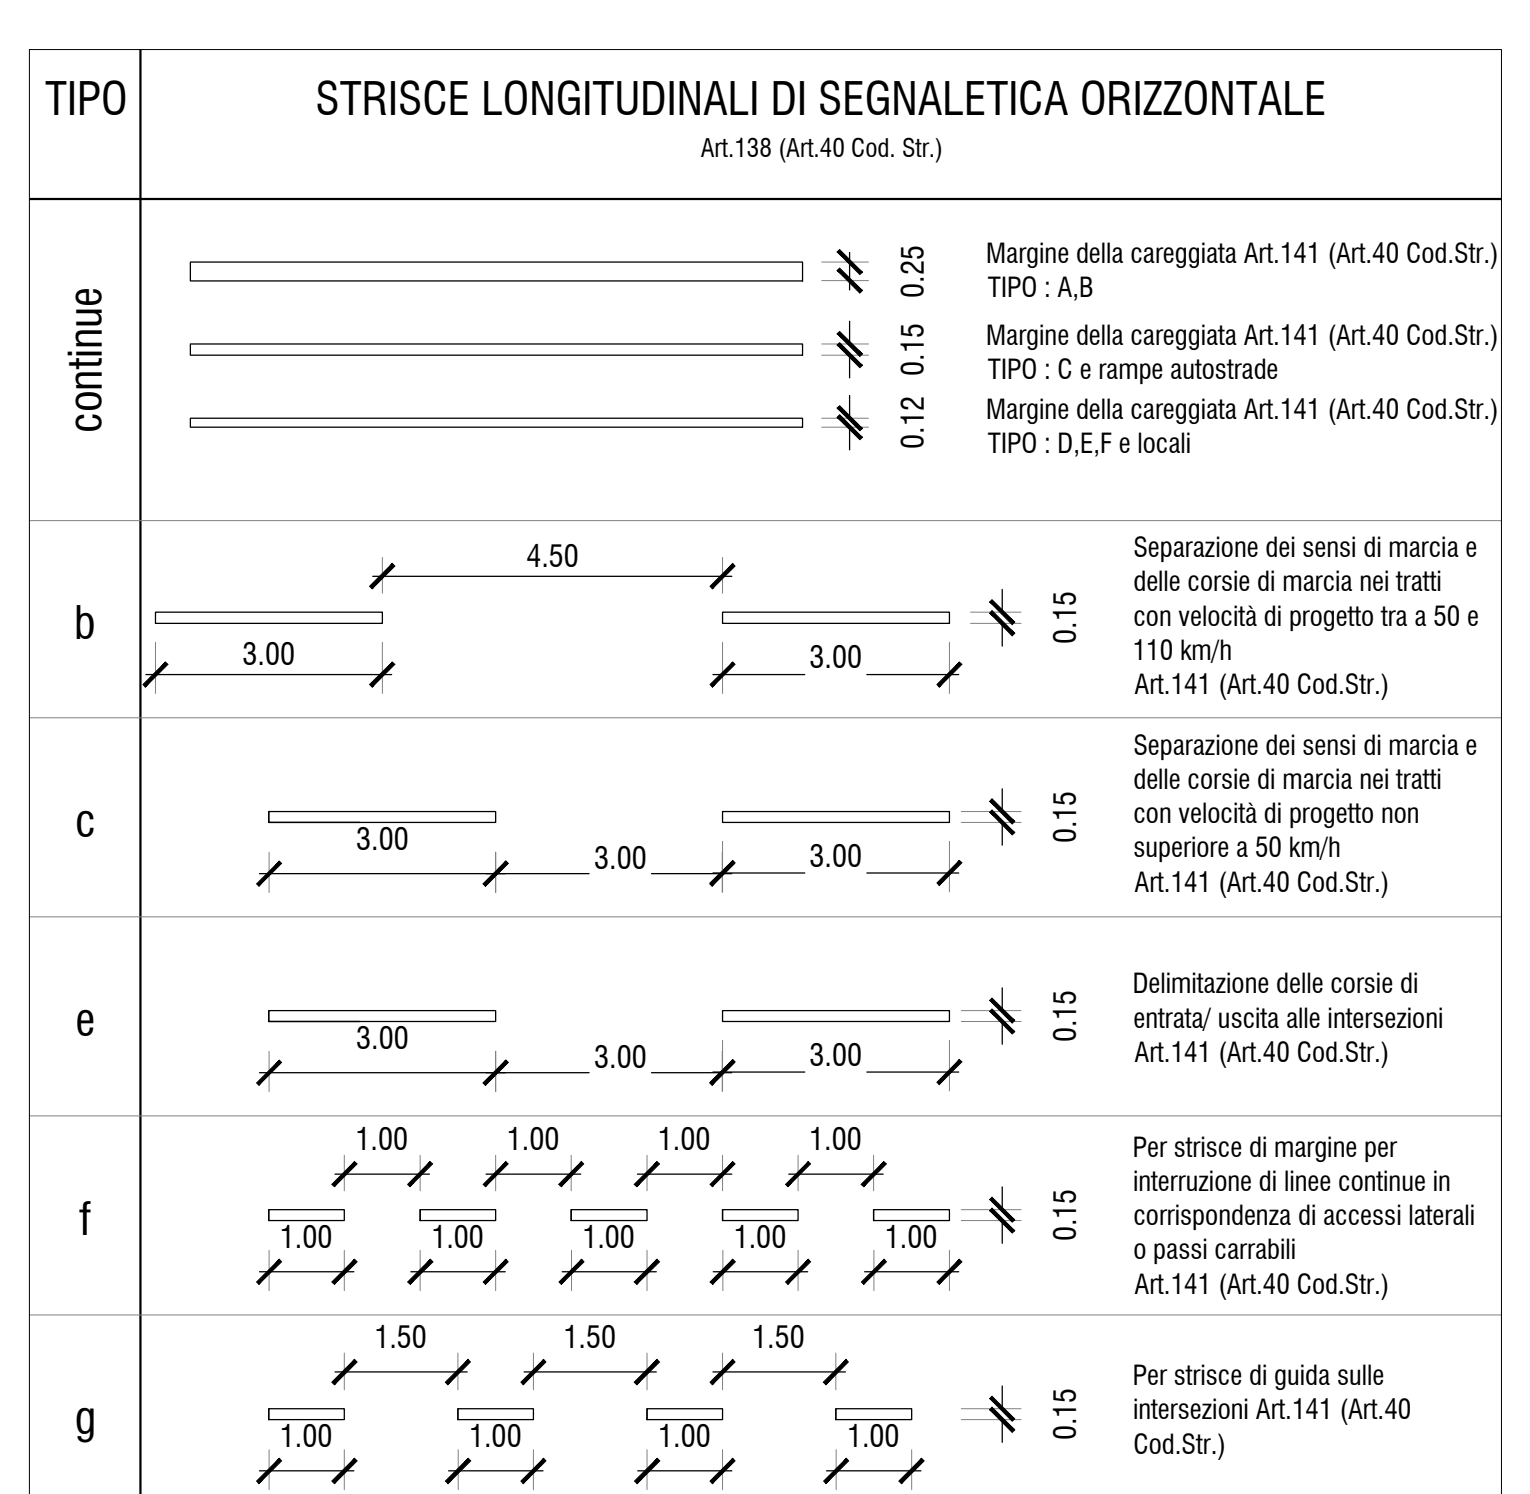 TIPO
STRISCE LONGITUDINALI DI SEGNALETICA ORIZZONTALE
Art.138 (Art.40 Cod. Str.)
continue
0.25
Margine della careggiata Art.141 (Art.40 Cod.Str.)
TIPO : A,B
0.15
Margine della careggiata Art.141 (Art.40 Cod.Str.)
TIPO : C e rampe autostrade
0.12
Margine della careggiata Art.141 (Art.40 Cod.Str.)
TIPO : D,E,F e locali
b
4.50
3.00
3.00
0.15
Separazione dei sensi di marcia e
delle corsie di marcia nei tratti
con velocità di progetto tra a 50 e
110 km/h
Art.141 (Art.40 Cod.Str.)
c
3.00
3.00
3.00
0.15
Separazione dei sensi di marcia e
delle corsie di marcia nei tratti
con velocità di progetto non
superiore a 50 km/h
Art.141 (Art.40 Cod.Str.)
e
3.00
3.00
3.00
0.15
Delimitazione delle corsie di
entrata/ uscita alle intersezioni
Art.141 (Art.40 Cod.Str.)
f
1.00 1.00 1.00 1.00
1.00 1.00 1.00 1.00 1.00
0.15
Per strisce di margine per
interruzione di linee continue in
corrispondenza di accessi laterali
o passi carrabili
Art.141 (Art.40 Cod.Str.)
g
1.50 1.50 1.50
1.00 1.00 1.00 1.00
0.15
Per strisce di guida sulle
intersezioni Art.141 (Art.40
Cod.Str.)